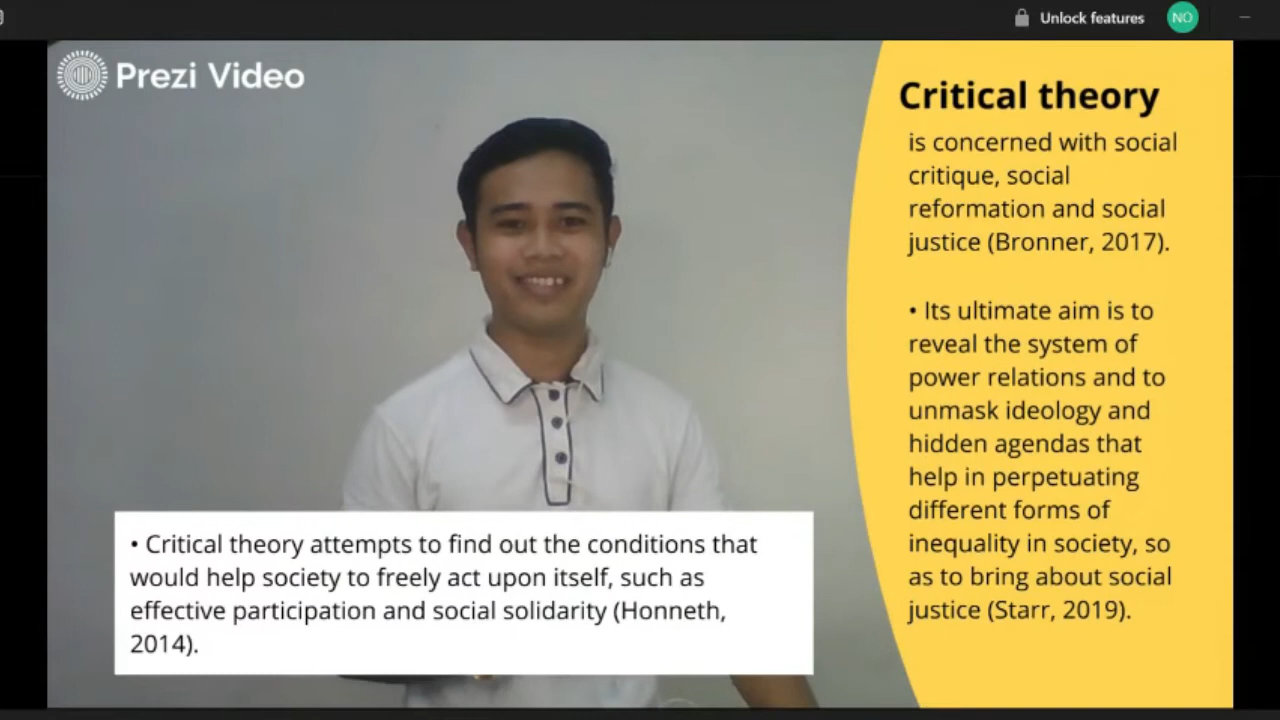 Unlock features
NO
Prezi Video
Critical theory
is concerned with social
critique, social
reformation and social
justice (Bronner, 2017).
• Its ultimate aim is to
reveal the system of
power relations and to
unmask ideology and
hidden agendas that
help in perpetuating
different forms of
inequality in society, so
as to bring about social
justice (Starr, 2019).
• Critical theory attempts to find out the conditions that
would help society to freely act upon itself, such as
effective participation and social solidarity (Honneth,
2014).